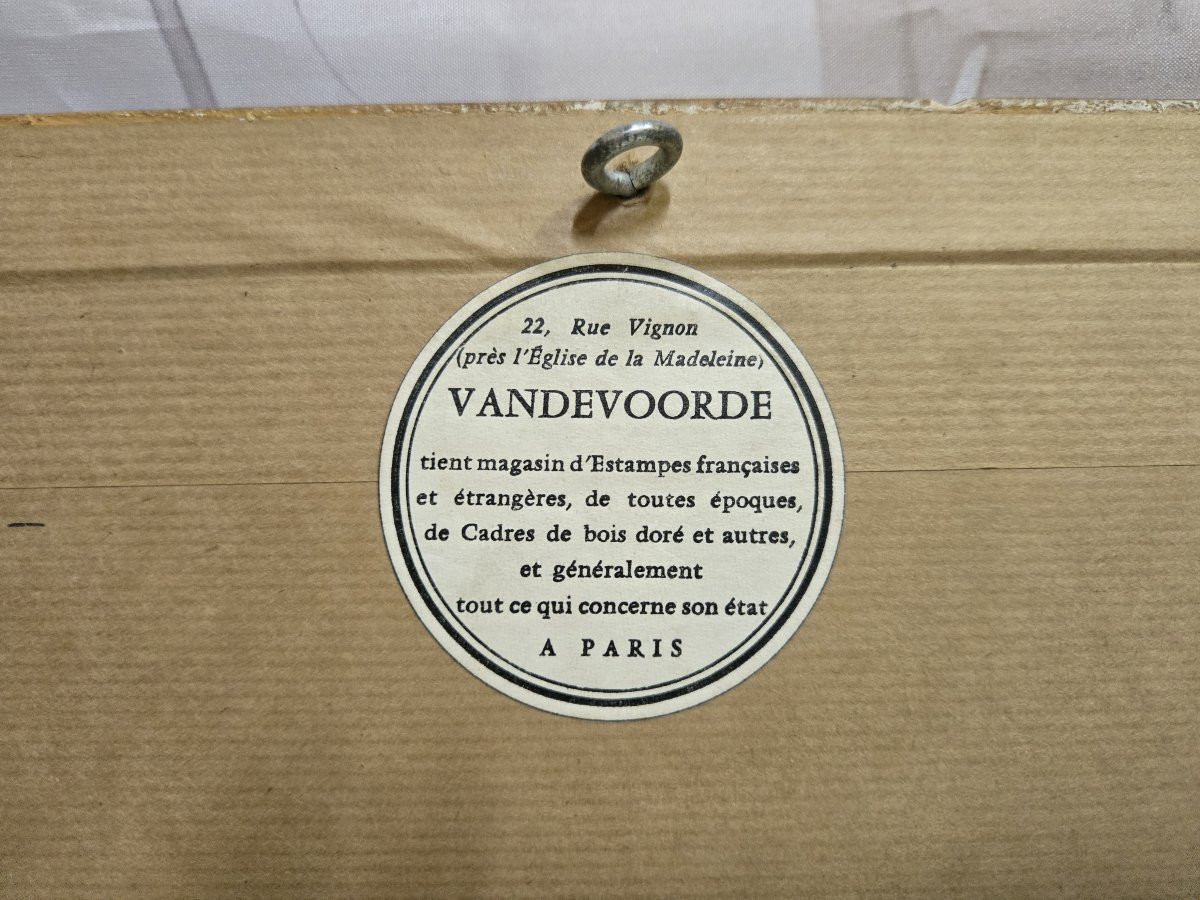 22, Rue Vignon
(près l'Église de la Madeleine)
VANDEVOORDE
tient magasin d'Estampes françaises
et étrangères, de toutes époques,
de Cadres de bois doré et autres,
et généralement
tout ce qui concerne son état
A PARIS